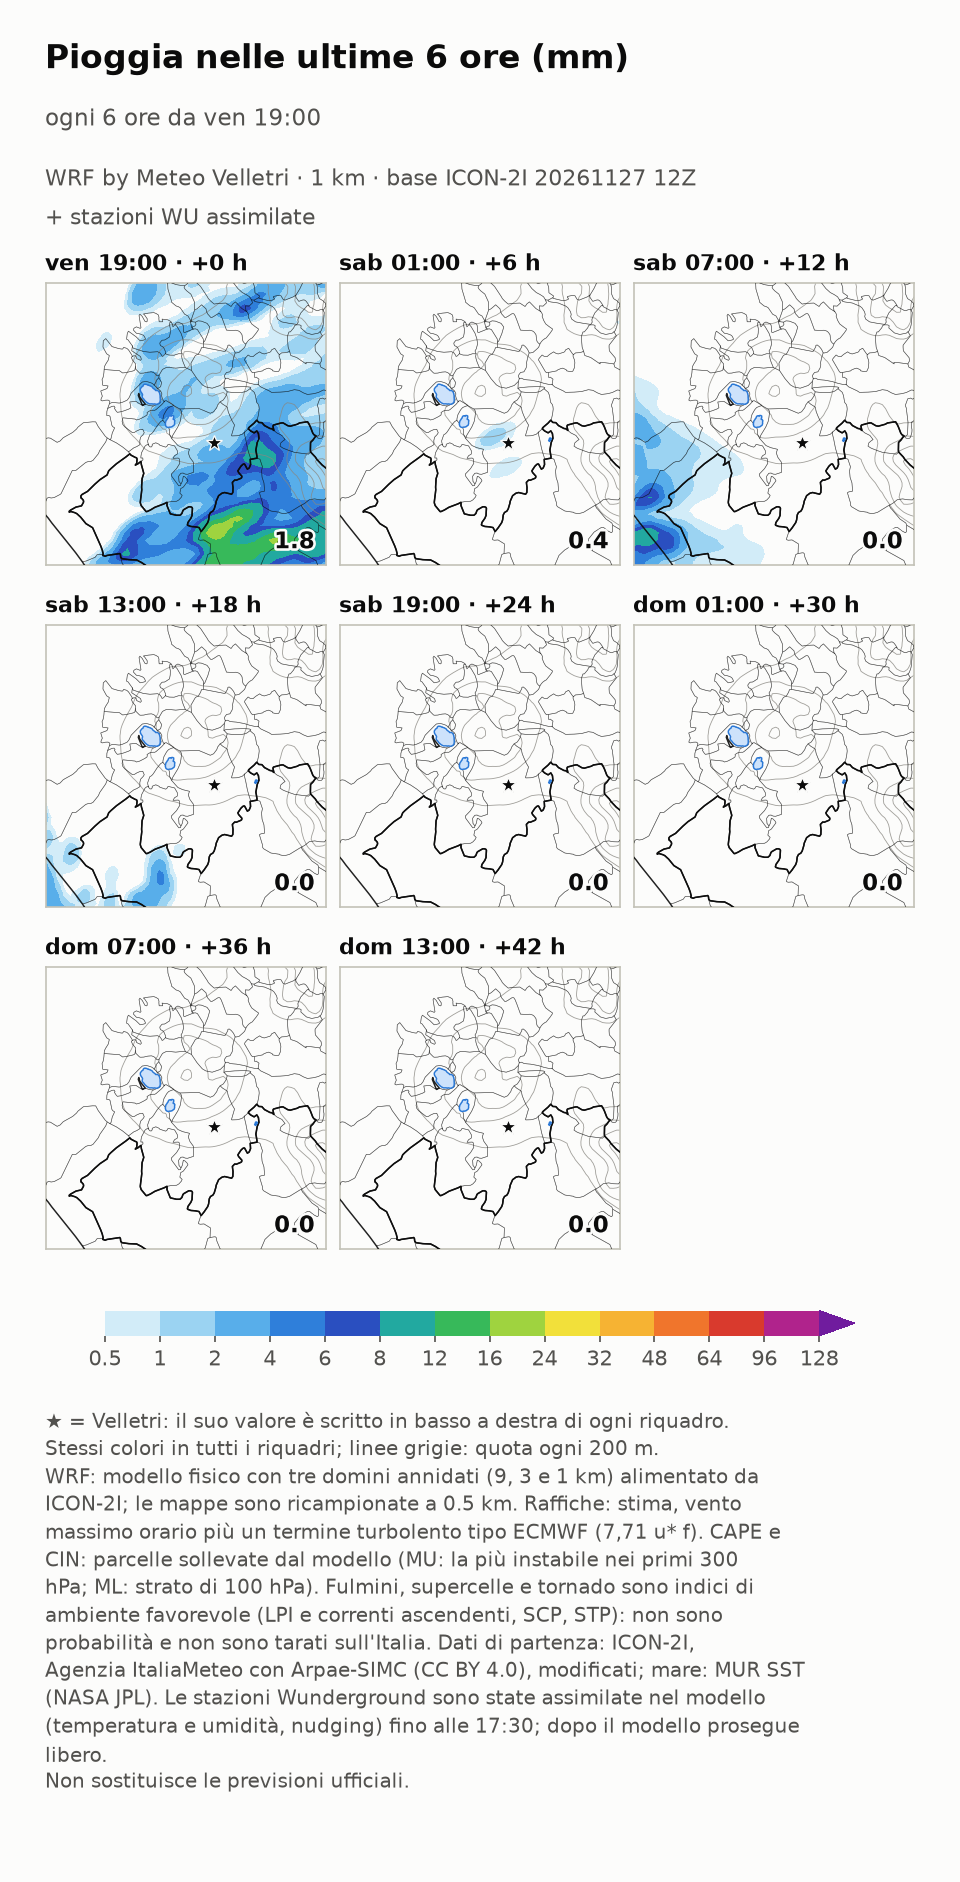 Pioggia nelle ultime 6 ore (mm)
ogni 6 ore da ven 19:00
WRF by Meteo Velletri · 1 km · base ICON-2I 20261127 12Z
+ stazioni WU assimilate
ven 19:00 · +0 h
sab 01:00 · +6 h
sab 07:00 · +12 h
1.8
0.4
0.0
sab 13:00 · +18 h
sab 19:00 · +24 h
dom 01:00 · +30 h
0.0
0.0
0.0
dom 07:00 · +36 h
dom 13:00 · +42 h
0.0
0.0
0.5 1 2 4 6 8 12 16 24 32 48 64 96 128
★ = Velletri: il suo valore è scritto in basso a destra di ogni riquadro.
Stessi colori in tutti i riquadri; linee grigie: quota ogni 200 m.
WRF: modello fisico con tre domini annidati (9, 3 e 1 km) alimentato da
ICON-2I; le mappe sono ricampionate a 0.5 km. Raffiche: stima, vento
massimo orario più un termine turbolento tipo ECMWF (7,71 u* f). CAPE e
CIN: parcelle sollevate dal modello (MU: la più instabile nei primi 300
hPa; ML: strato di 100 hPa). Fulmini, supercelle e tornado sono indici di
ambiente favorevole (LPI e correnti ascendenti, SCP, STP): non sono
probabilità e non sono tarati sull'Italia. Dati di partenza: ICON-2I,
Agenzia ItaliaMeteo con Arpae-SIMC (CC BY 4.0), modificati; mare: MUR SST
(NASA JPL). Le stazioni Wunderground sono state assimilate nel modello
(temperatura e umidità, nudging) fino alle 17:30; dopo il modello prosegue
libero.
Non sostituisce le previsioni ufficiali.